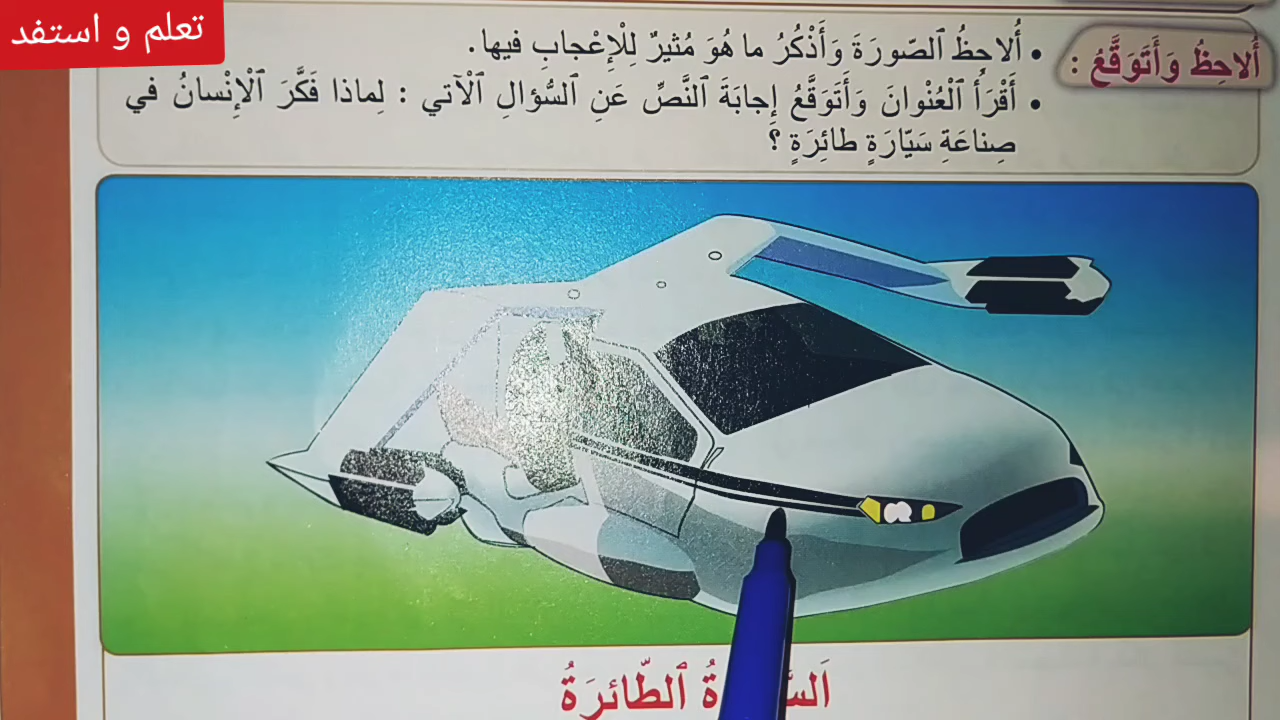 تعلم و استفد
أُلاحِظُ وَأَتَوَقَّعُ :
• أُلاحِظُ ٱلصّورَةَ وَأَذْكُرُ ما هُوَ مُثيرٌ لِلْإِعْجابِ فيها.
• أَقْرَأُ ٱلْعُنْوانَ وَأَتَوَقَّعُ إِجابَةَ ٱلنَّصِّ عَنِ ٱلسُّؤالِ ٱلْآتي : لِماذا فَكَّرَ ٱلْإِنْسانُ في
صِناعَةِ سَيّارَةٍ طائِرَةٍ ؟
ٱلطّائِرَةُ